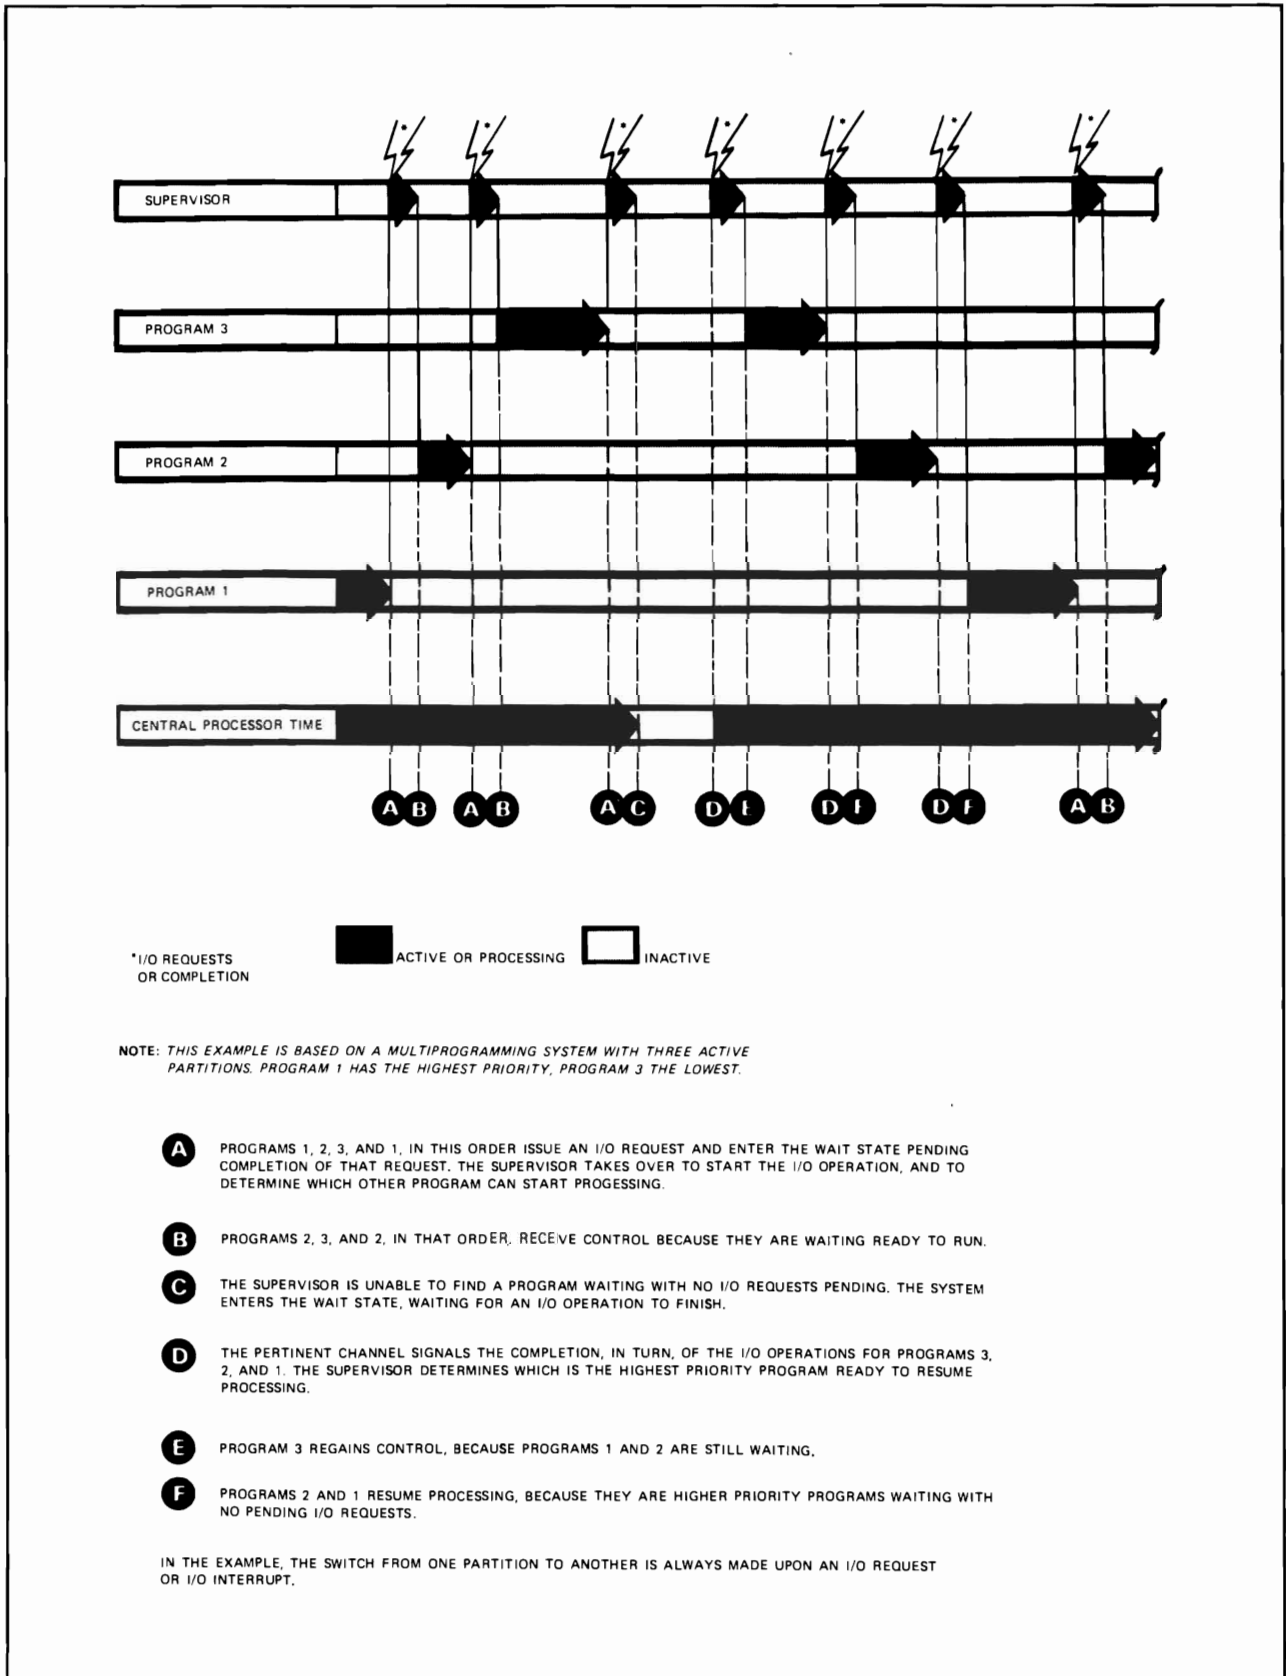 SUPERVISOR
PROGRAM 3
PROGRAM 2
PROGRAM 1
CENTRAL PROCESSOR TIME
A B A B A C D E D F D F A B
*I/O REQUESTS
OR COMPLETION
ACTIVE OR PROCESSING
INACTIVE
NOTE: THIS EXAMPLE IS BASED ON A MULTIPROGRAMMING SYSTEM WITH THREE ACTIVE
PARTITIONS. PROGRAM 1 HAS THE HIGHEST PRIORITY, PROGRAM 3 THE LOWEST.
A PROGRAMS 1, 2, 3, AND 1, IN THIS ORDER ISSUE AN I/O REQUEST AND ENTER THE WAIT STATE PENDING
COMPLETION OF THAT REQUEST. THE SUPERVISOR TAKES OVER TO START THE I/O OPERATION, AND TO
DETERMINE WHICH OTHER PROGRAM CAN START PROGESSING.
B PROGRAMS 2, 3, AND 2, IN THAT ORDER, RECEIVE CONTROL BECAUSE THEY ARE WAITING READY TO RUN.
C THE SUPERVISOR IS UNABLE TO FIND A PROGRAM WAITING WITH NO I/O REQUESTS PENDING. THE SYSTEM
ENTERS THE WAIT STATE, WAITING FOR AN I/O OPERATION TO FINISH.
D THE PERTINENT CHANNEL SIGNALS THE COMPLETION, IN TURN, OF THE I/O OPERATIONS FOR PROGRAMS 3,
2, AND 1. THE SUPERVISOR DETERMINES WHICH IS THE HIGHEST PRIORITY PROGRAM READY TO RESUME
PROCESSING.
E PROGRAM 3 REGAINS CONTROL, BECAUSE PROGRAMS 1 AND 2 ARE STILL WAITING.
F PROGRAMS 2 AND 1 RESUME PROCESSING, BECAUSE THEY ARE HIGHER PRIORITY PROGRAMS WAITING WITH
NO PENDING I/O REQUESTS.
IN THE EXAMPLE, THE SWITCH FROM ONE PARTITION TO ANOTHER IS ALWAYS MADE UPON AN I/O REQUEST
OR I/O INTERRUPT.